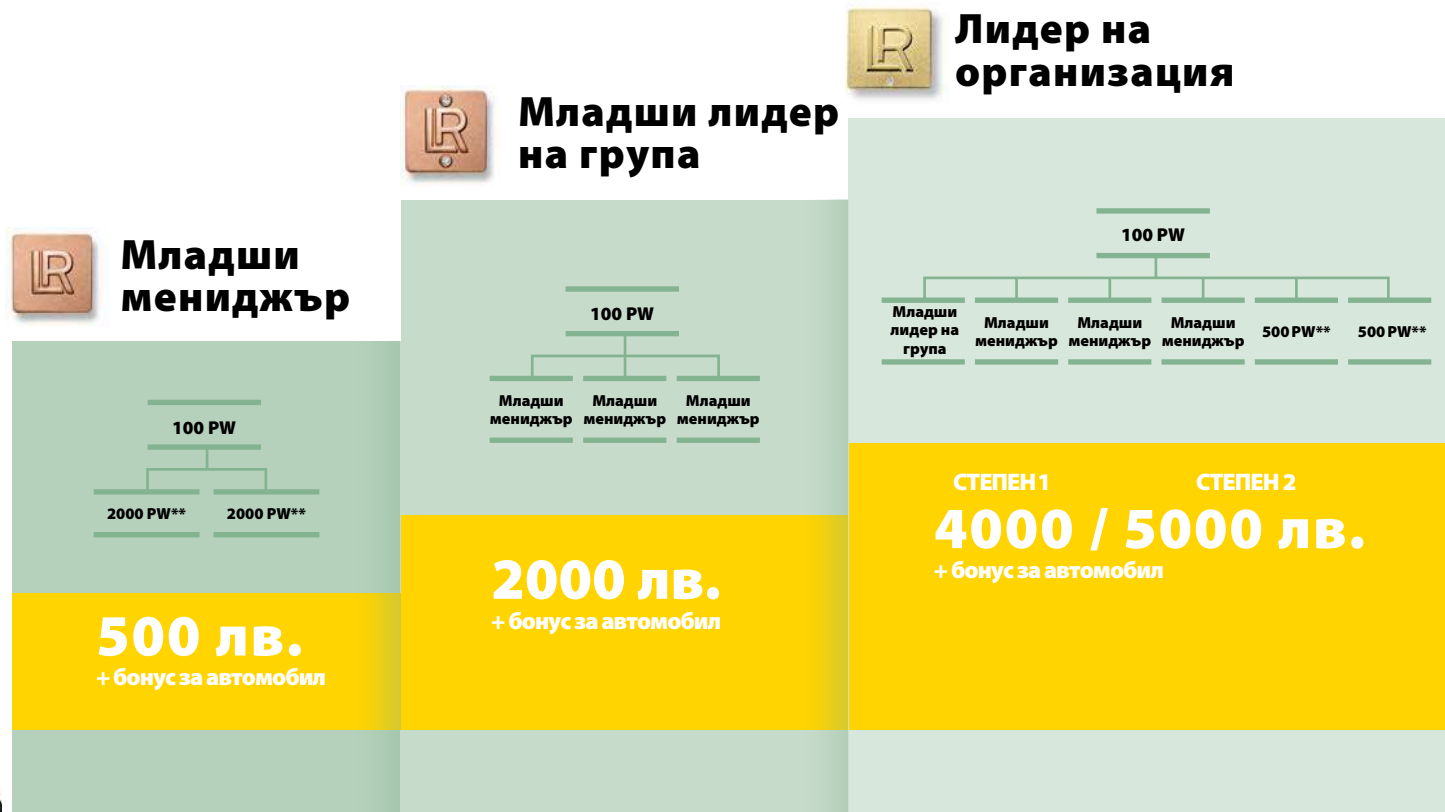 LR
Младши
мениджър
100 PW
2000 PW**
2000 PW**
500 лв.
+ бонус за автомобил
LR
Младши лидер
на група
100 PW
Младши
мениджър
Младши
мениджър
Младши
мениджър
2000 лв.
+ бонус за автомобил
LR
Лидер на
организация
100 PW
Младши
лидер на
група
Младши
мениджър
Младши
мениджър
Младши
мениджър
500 PW**
500 PW**
СТЕПЕН 1
СТЕПЕН 2
4000 / 5000 лв.
+ бонус за автомобил